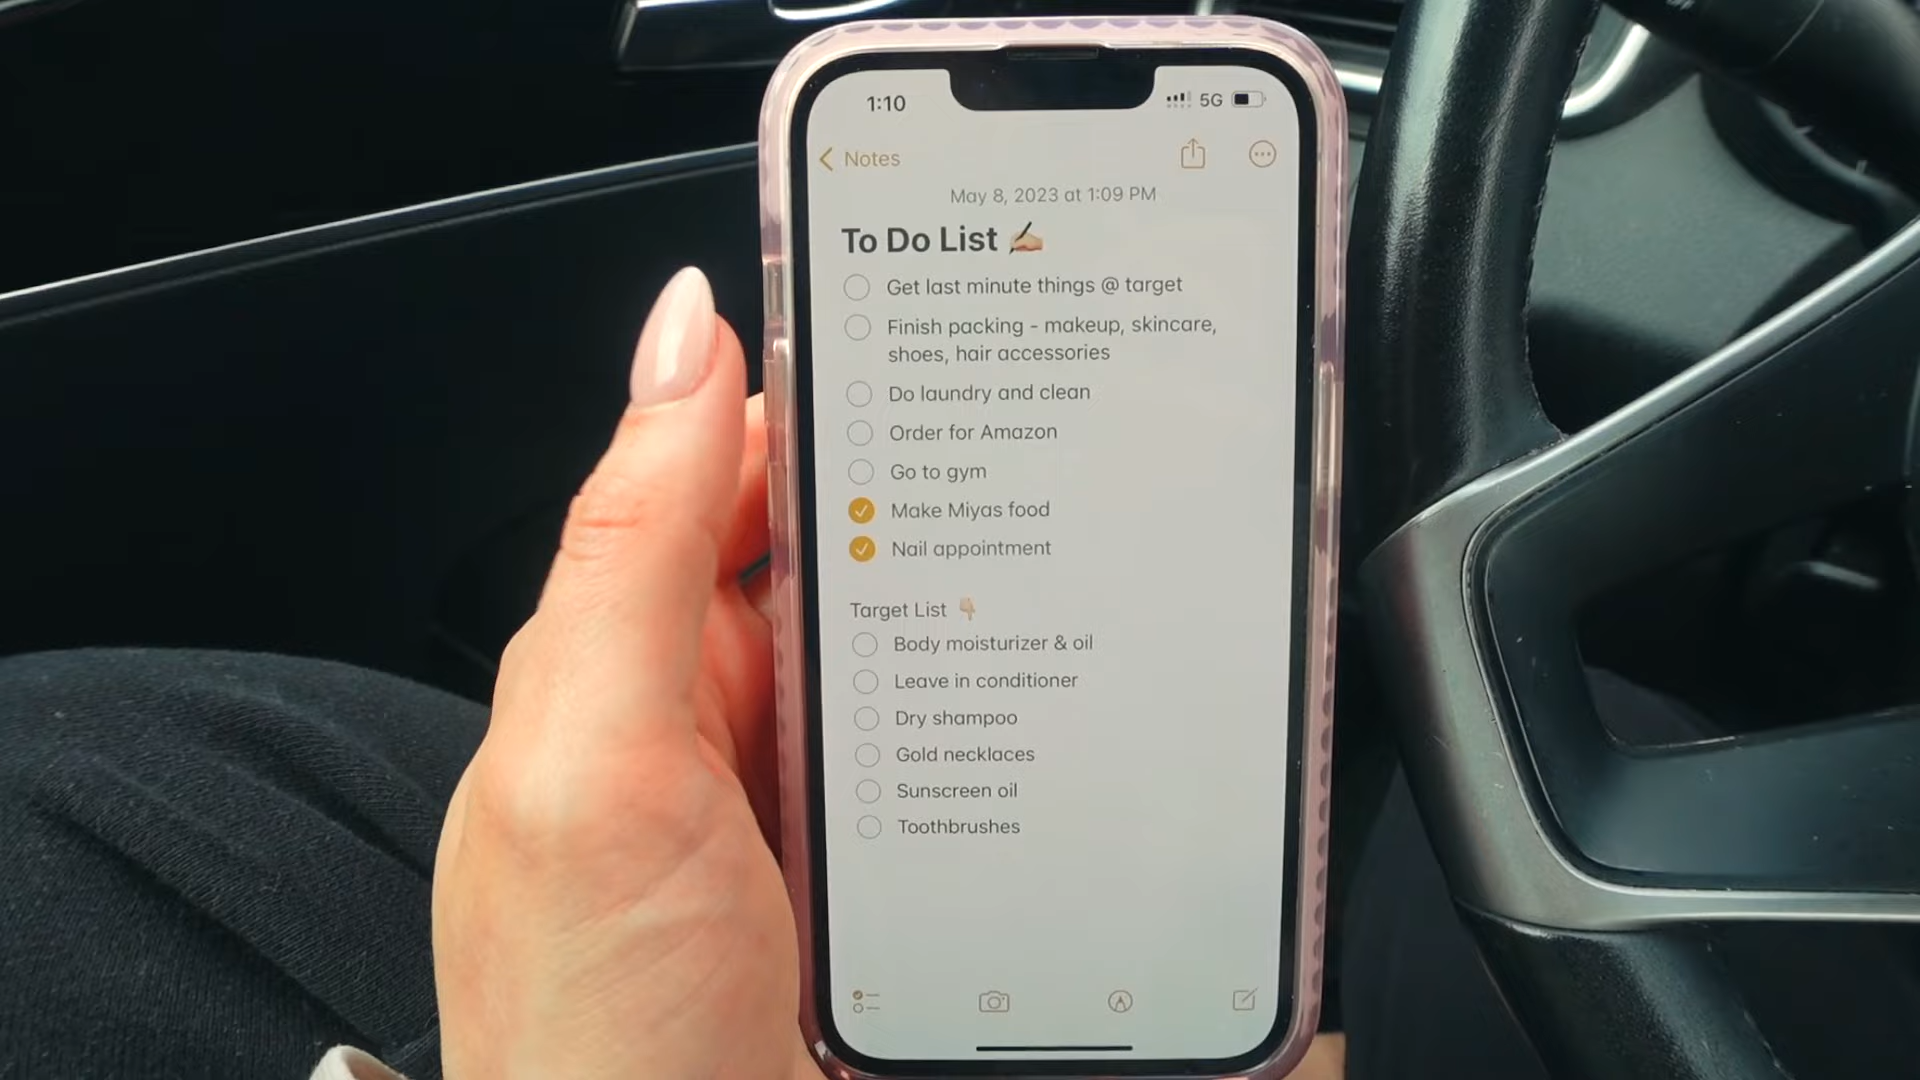 1:10
5G
Notes
May 8, 2023 at 1:09 PM
To Do List ✍🏼
Get last minute things @ target
Finish packing - makeup, skincare,
shoes, hair accessories
Do laundry and clean
Order for Amazon
Go to gym
Make Miyas food
Nail appointment
Target List 👇🏼
Body moisturizer & oil
Leave in conditioner
Dry shampoo
Gold necklaces
Sunscreen oil
Toothbrushes